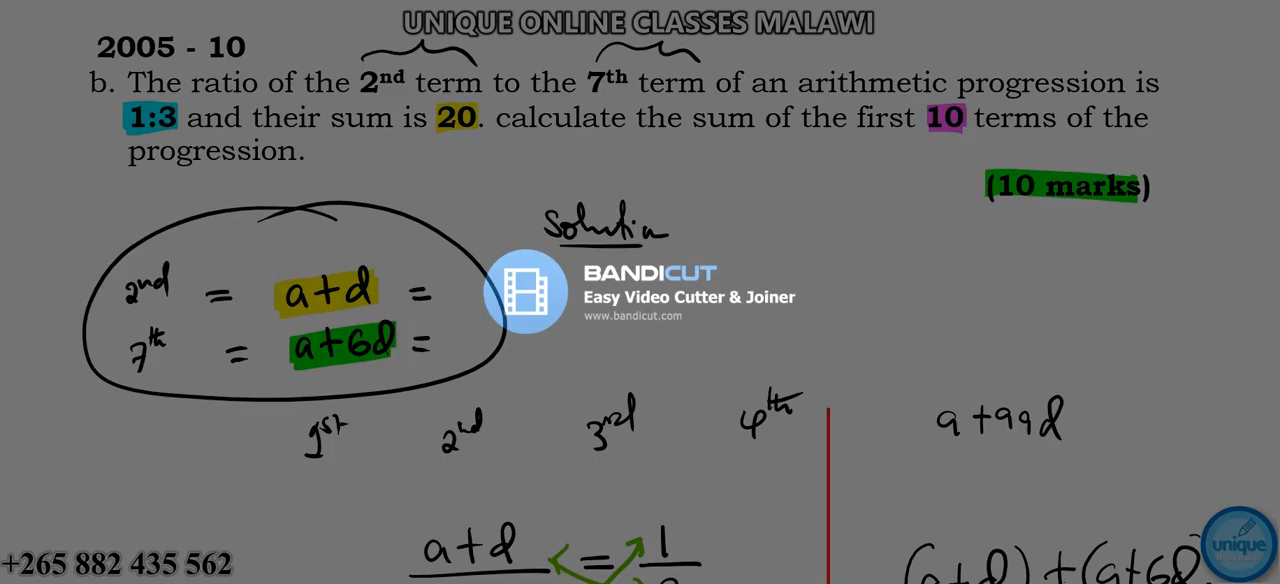 UNIQUE ONLINE CLASSES MALAWI
2005 - 10
b. The ratio of the 2nd term to the 7th term of an arithmetic progression is
1:3 and their sum is 20. calculate the sum of the first 10 terms of the
progression.
(10 marks)
Solution
2nd = a+d =
7th = a+6d =
BANDICUT
Easy Video Cutter & Joiner
www.bandicut.com
1st 2nd 3rd 4th a+99d
a+d = 1
(a+d) + (a+6d)
+265 882 435 562
unique